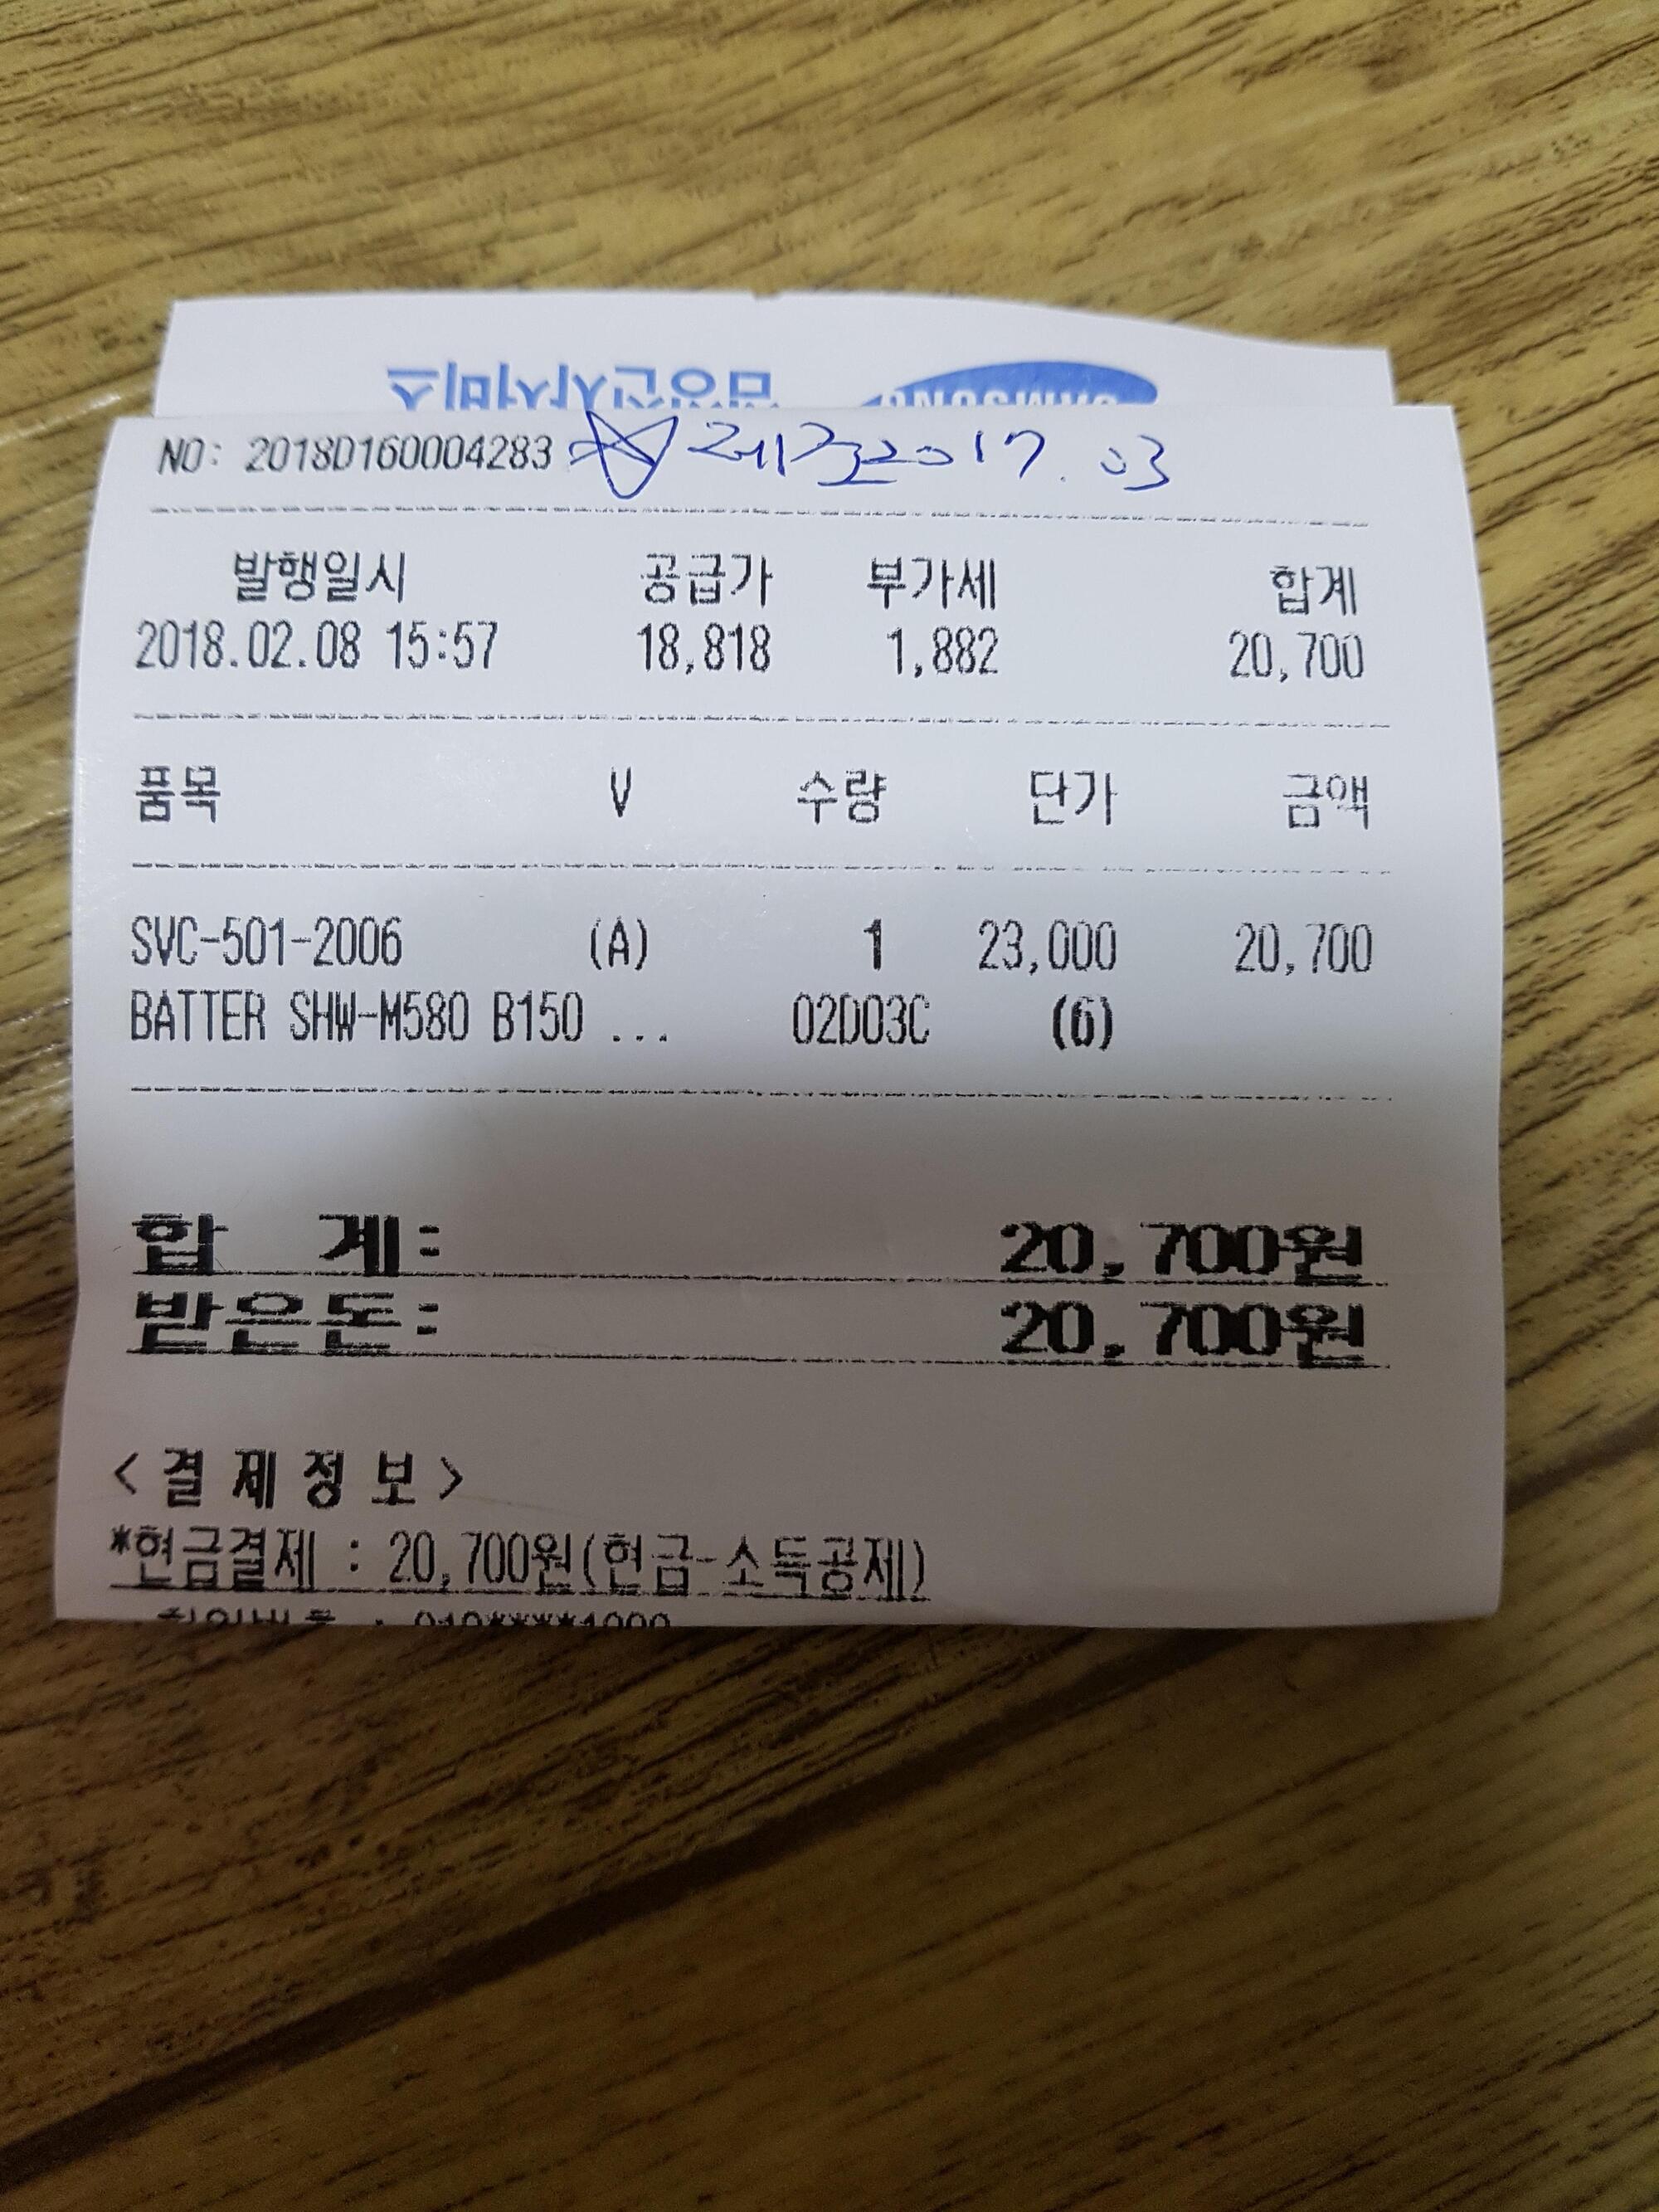 SAMSUNG
NO: 2018D160004283 2017.03
발행일시 공급가 부가세 합계
2018.02.08 15:57 18,818 1,882 20,700
품목 V 수량 단가 금액
SVC-501-2006 (A) 1 23,000 20,700
BATTER SHW-M580 B150 ... 02D03C (6)
합 계: 20,700원
받은돈: 20,700원
<결제정보>
*현금결제 : 20,700원(현금-소득공제)